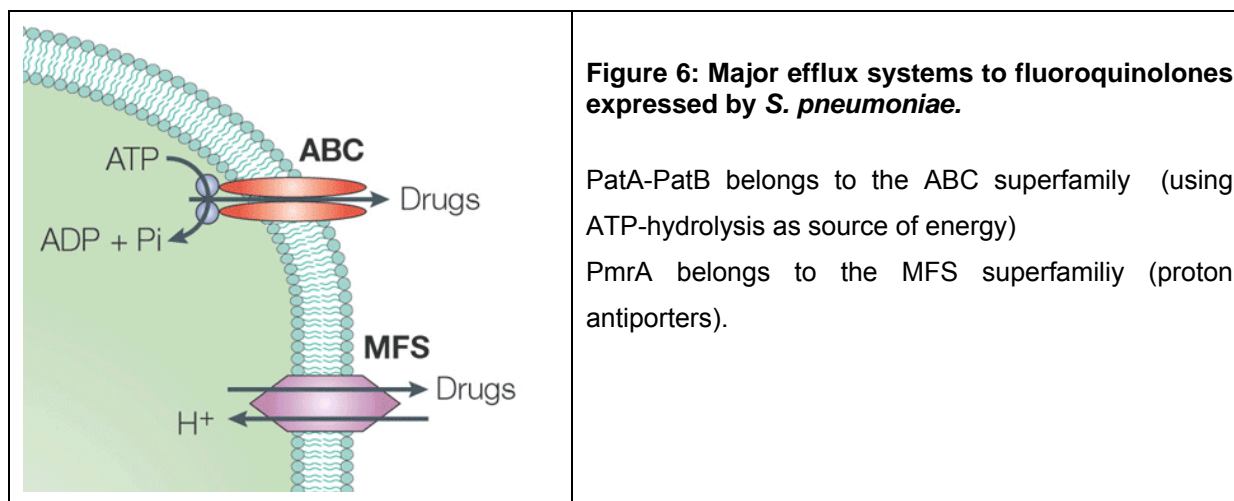 ATP
ABC
Drugs
ADP + Pi
MFS
Drugs
H+
Figure 6: Major efflux systems to fluoroquinolones
expressed by S. pneumoniae.
PatA-PatB belongs to the ABC superfamily (using
ATP-hydrolysis as source of energy)
PmrA belongs to the MFS superfamiliy (proton
antiporters).